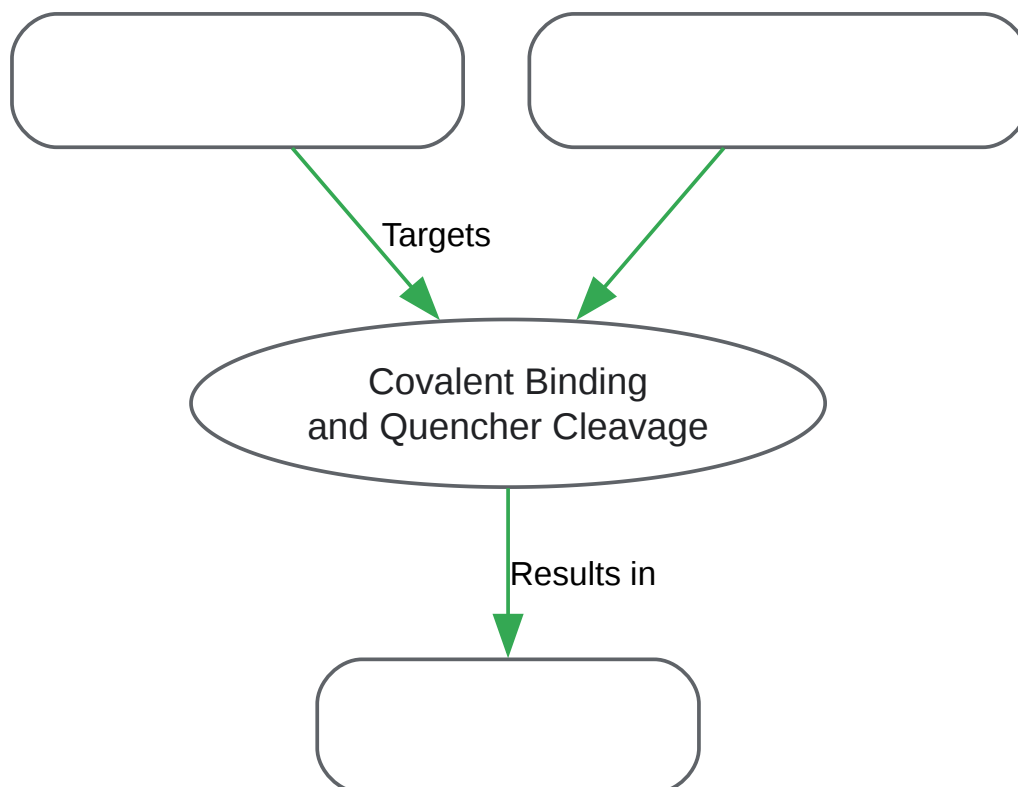 Targets
Covalent Binding
and Quencher Cleavage
Results in